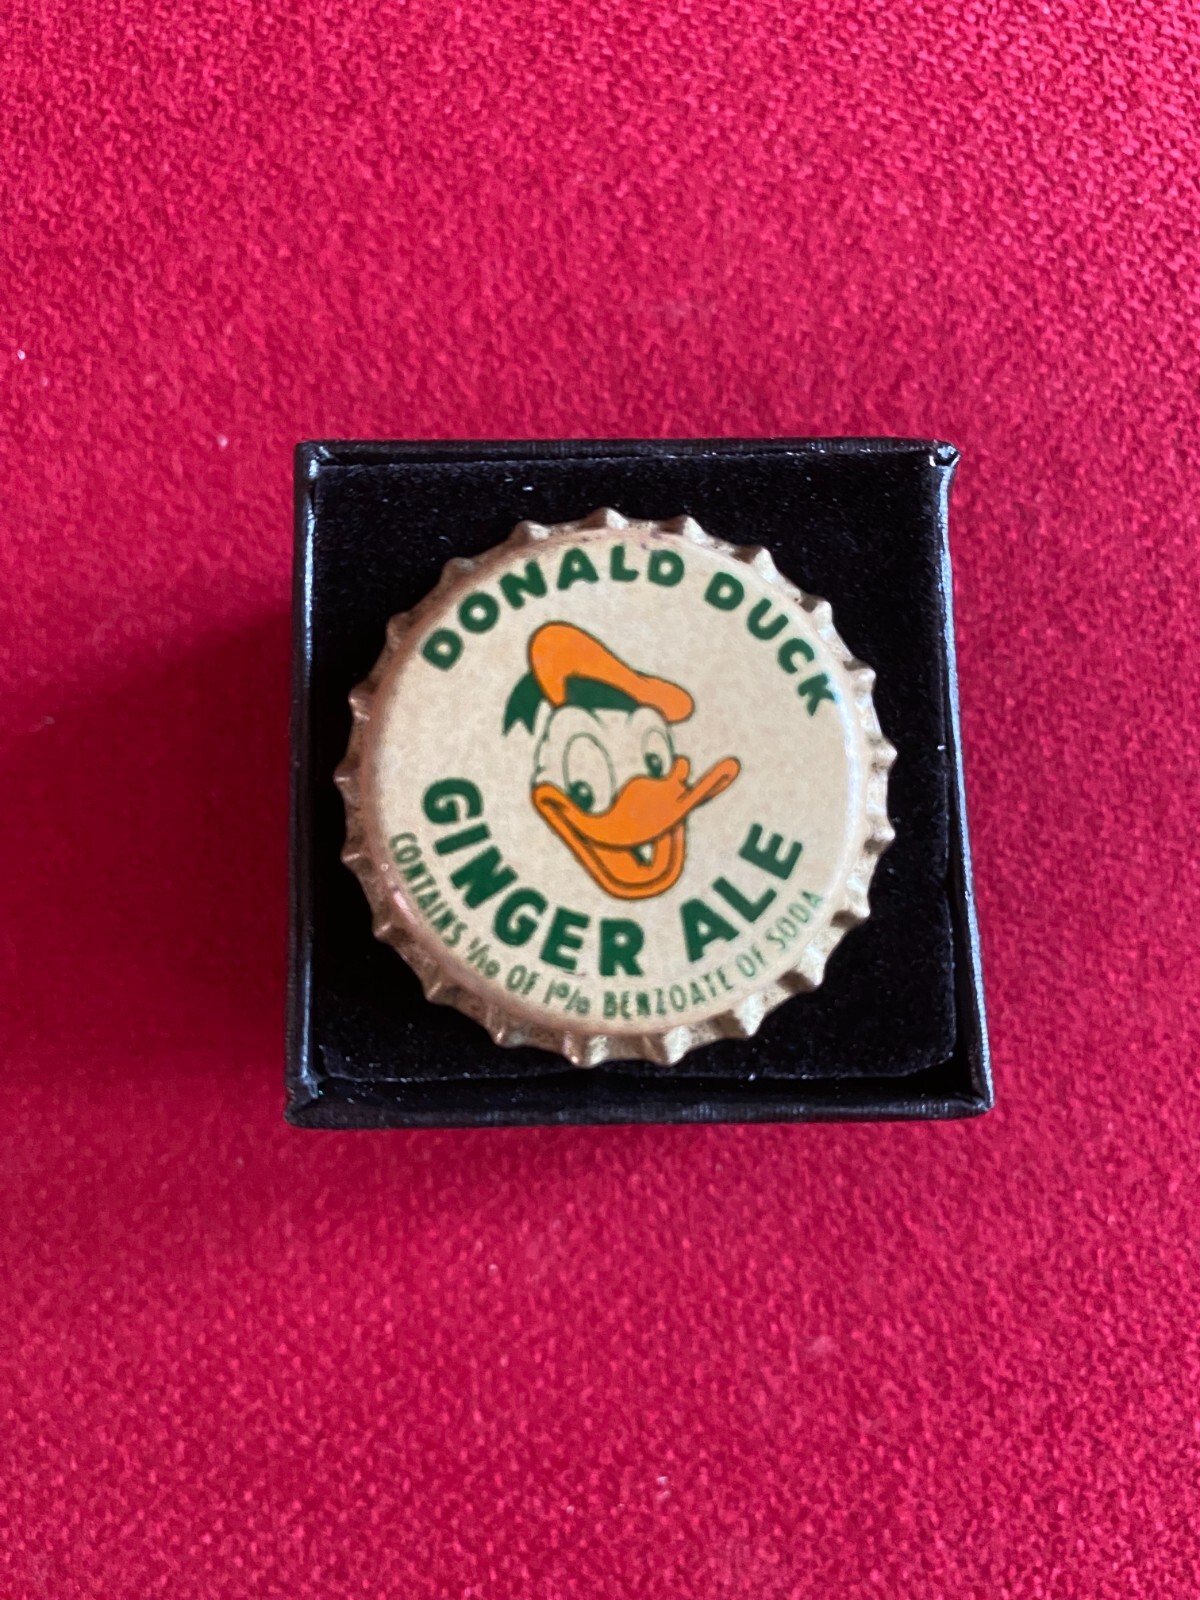 DONALD DUCK
GINGER ALE
CONTAINS 1/10 OF 1% BENZOATE OF SODA